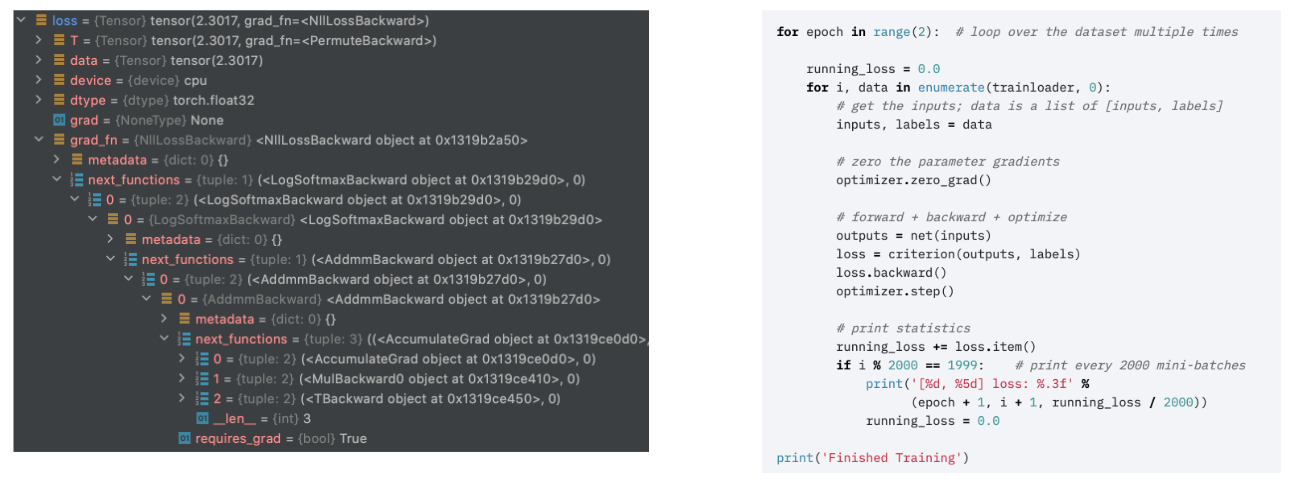 loss = {Tensor} tensor(2.3017, grad_fn=<NllLossBackward>)
T = {Tensor} tensor(2.3017, grad_fn=<PermuteBackward>)
data = {Tensor} tensor(2.3017)
device = {device} cpu
dtype = {dtype} torch.float32
01 grad = {NoneType} None
grad_fn = {NllLossBackward} <NllLossBackward object at 0x1319b2a50>
metadata = {dict: 0} {}
next_functions = {tuple: 1} (<LogSoftmaxBackward object at 0x1319b29d0>, 0)
0 = {tuple: 2} (<LogSoftmaxBackward object at 0x1319b29d0>, 0)
0 = {LogSoftmaxBackward} <LogSoftmaxBackward object at 0x1319b29d0>
metadata = {dict: 0} {}
next_functions = {tuple: 1} (<AddmmBackward object at 0x1319b27d0>, 0)
0 = {tuple: 2} (<AddmmBackward object at 0x1319b27d0>, 0)
0 = {AddmmBackward} <AddmmBackward object at 0x1319b27d0>
metadata = {dict: 0} {}
next_functions = {tuple: 3} ((<AccumulateGrad object at 0x1319ce0d0>,
0 = {tuple: 2} (<AccumulateGrad object at 0x1319ce0d0>, 0)
1 = {tuple: 2} (<MulBackward0 object at 0x1319ce410>, 0)
2 = {tuple: 2} (<TBackward object at 0x1319ce450>, 0)
01 __len__ = {int} 3
01 requires_grad = {bool} True
for epoch in range(2):  # loop over the dataset multiple times
    running_loss = 0.0
    for i, data in enumerate(trainloader, 0):
        # get the inputs; data is a list of [inputs, labels]
        inputs, labels = data
        # zero the parameter gradients
        optimizer.zero_grad()
        # forward + backward + optimize
        outputs = net(inputs)
        loss = criterion(outputs, labels)
        loss.backward()
        optimizer.step()
        # print statistics
        running_loss += loss.item()
        if i % 2000 == 1999:    # print every 2000 mini-batches
            print('[%d, %5d] loss: %.3f' %
                  (epoch + 1, i + 1, running_loss / 2000))
            running_loss = 0.0
print('Finished Training')